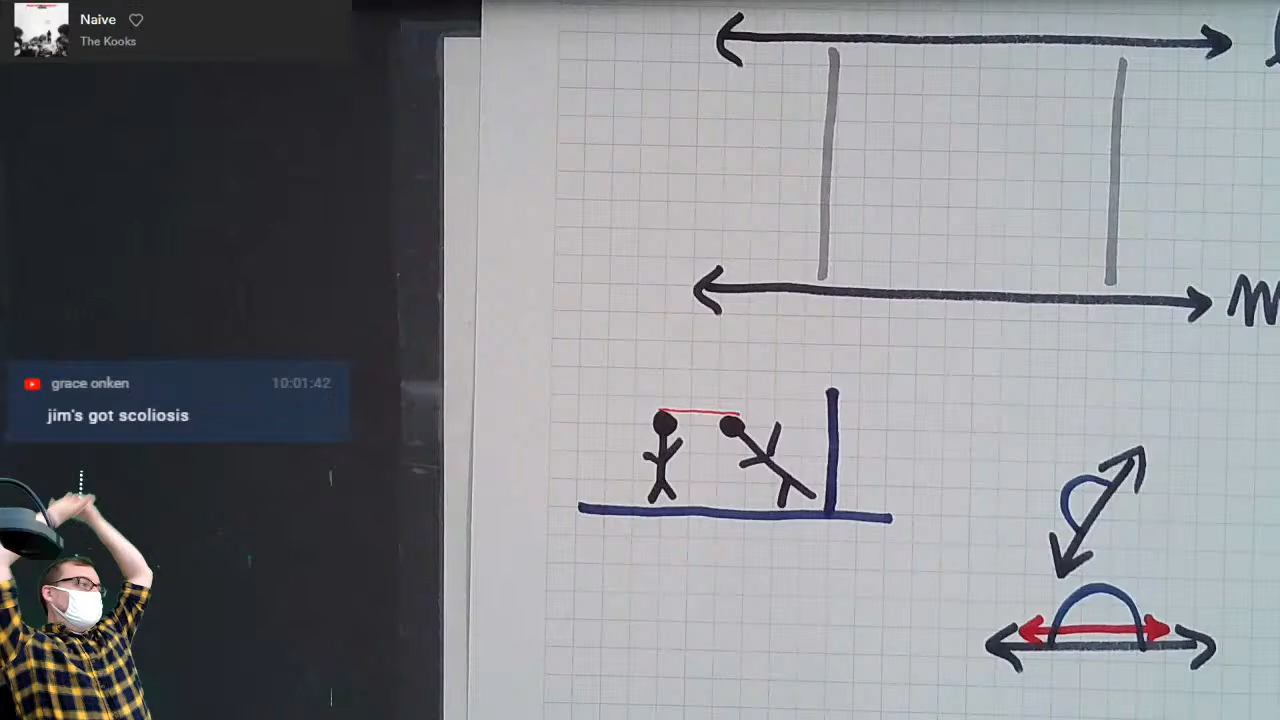 Naive
The Kooks
grace onken 10:01:42
jim's got scoliosis
m